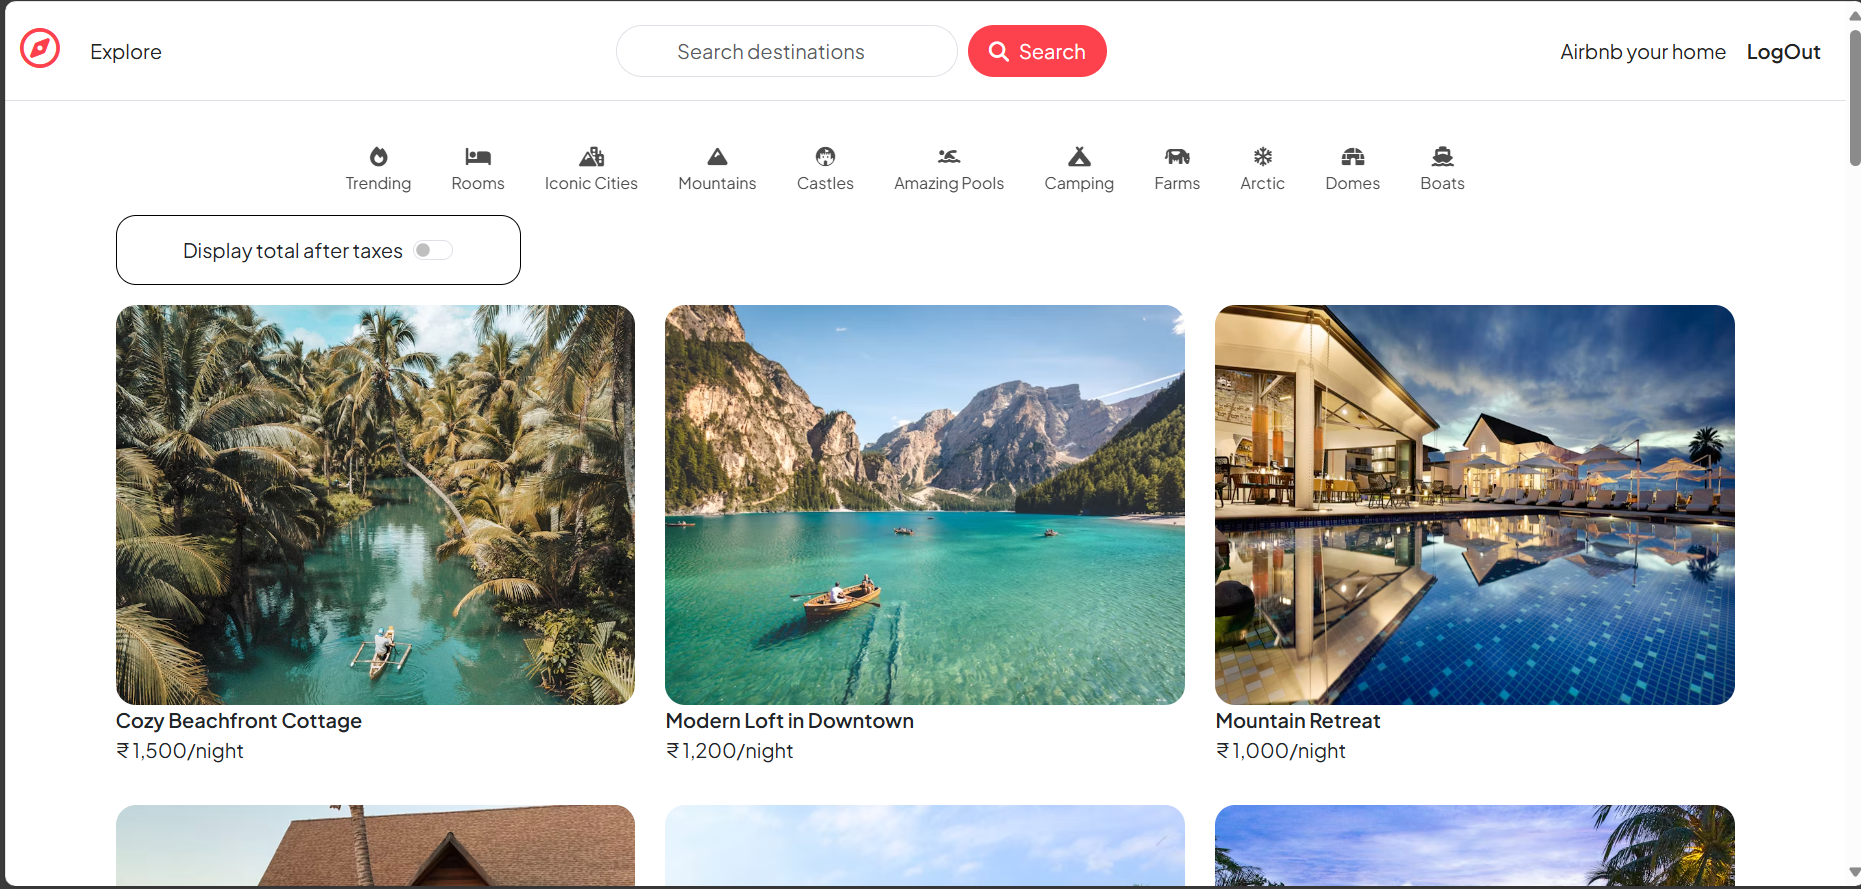 Explore
Search destinations
Search
Airbnb your home
LogOut
Trending
Rooms
Iconic Cities
Mountains
Castles
Amazing Pools
Camping
Farms
Arctic
Domes
Boats
Display total after taxes
Cozy Beachfront Cottage
₹1,500/night
Modern Loft in Downtown
₹1,200/night
Mountain Retreat
₹1,000/night